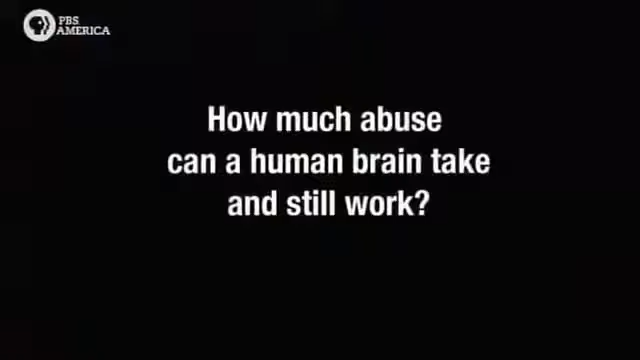 PBS
AMERICA
How much abuse
can a human brain take
and still work?